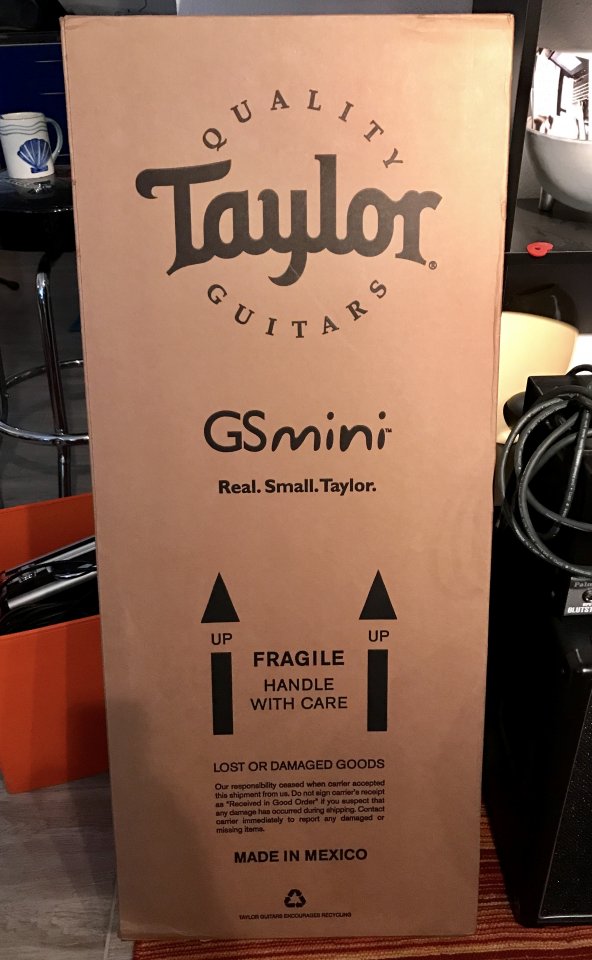 QUALITY
Taylor®
GUITARS
GSmini™
Real. Small. Taylor.
UP
UP
FRAGILE
HANDLE
WITH CARE
LOST OR DAMAGED GOODS
Our responsibility ceased when carrier accepted
this shipment from us. Do not sign carrier's receipt
as "Received in Good Order" if you suspect that
any damage has occurred during shipping. Contact
carrier immediately to report any damaged or
missing items.
MADE IN MEXICO
TAYLOR GUITARS ENCOURAGES RECYCLING